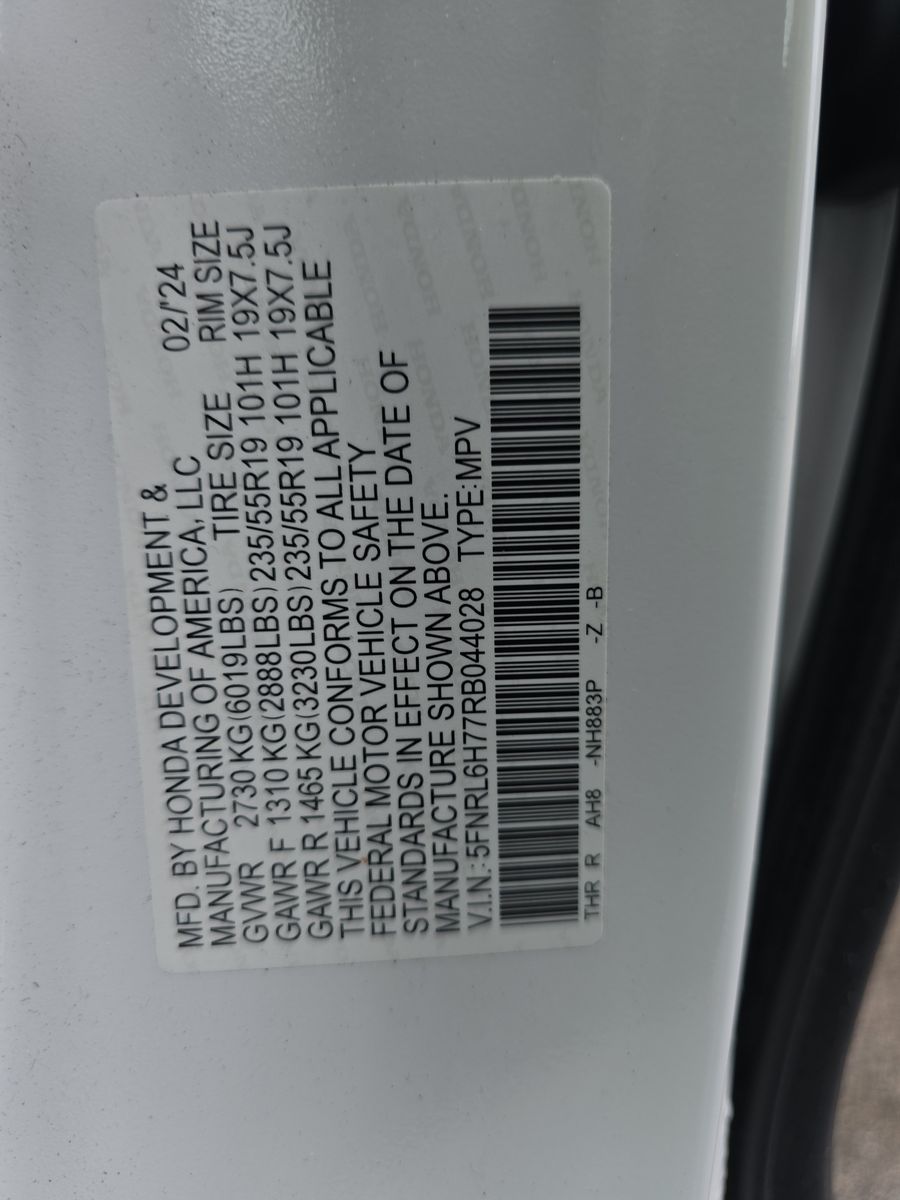 MFD. BY HONDA DEVELOPMENT & 02/'24
MANUFACTURING OF AMERICA, LLC RIM SIZE
GVWR 2730 KG(6019LBS) TIRE SIZE
GAWR F 1310 KG(2888LBS) 235/55R19 101H 19X7.5J
GAWR R 1465 KG(3230LBS) 235/55R19 101H 19X7.5J
THIS VEHICLE CONFORMS TO ALL APPLICABLE
FEDERAL MOTOR VEHICLE SAFETY
STANDARDS IN EFFECT ON THE DATE OF
MANUFACTURE SHOWN ABOVE.
V.I.N.: 5FNRL6H77RB044028 TYPE: MPV
THR R AH8 -NH883P -Z -B